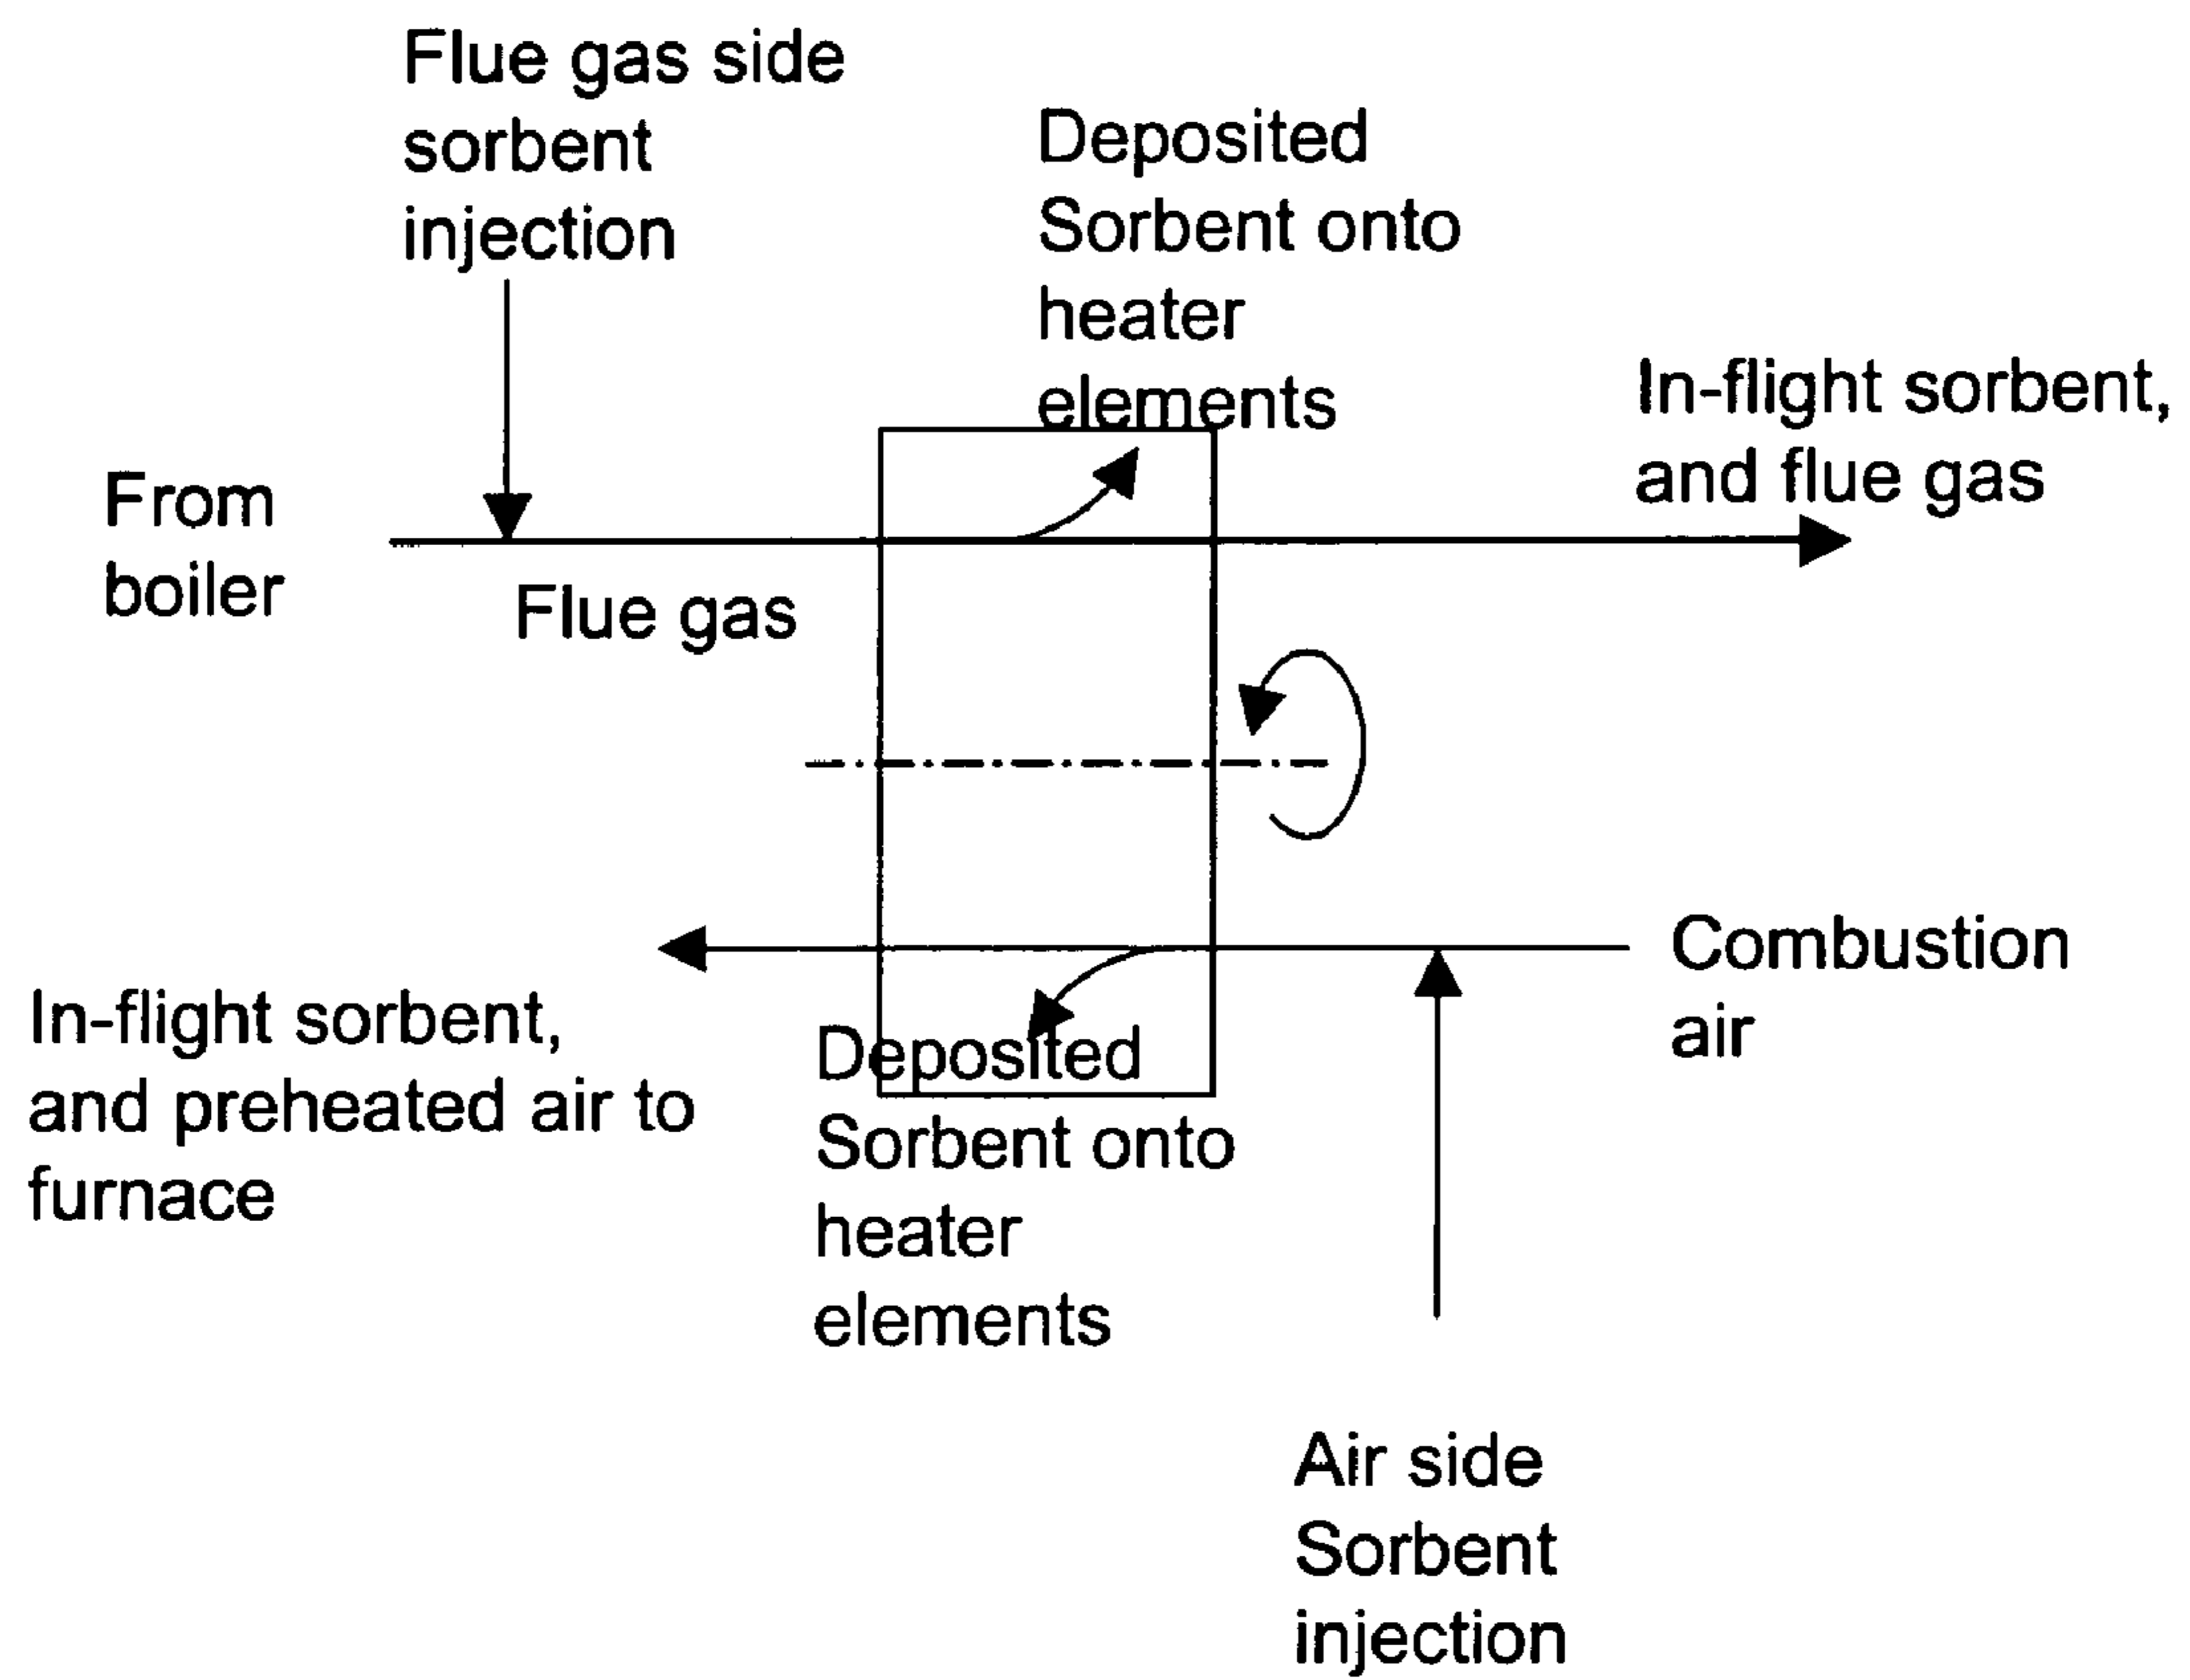 Flue gas side
sorbent
injection
Deposited
Sorbent onto
heater
elements
In-flight sorbent,
and flue gas
From
boiler
Flue gas
Combustion
air
In-flight sorbent,
and preheated air to
furnace
Deposited
Sorbent onto
heater
elements
Air side
Sorbent
injection